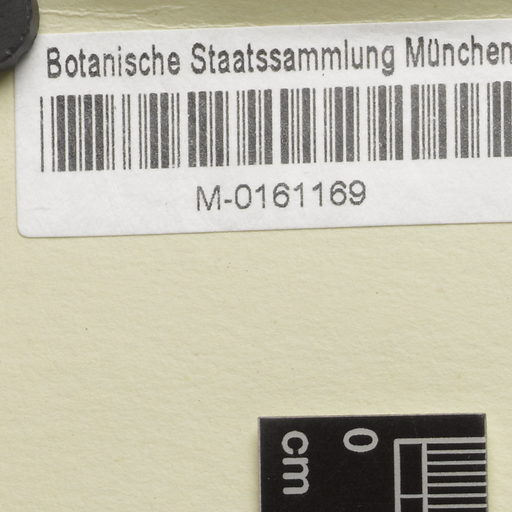 Botanische Staatssammlung München
M-0161169
0
cm